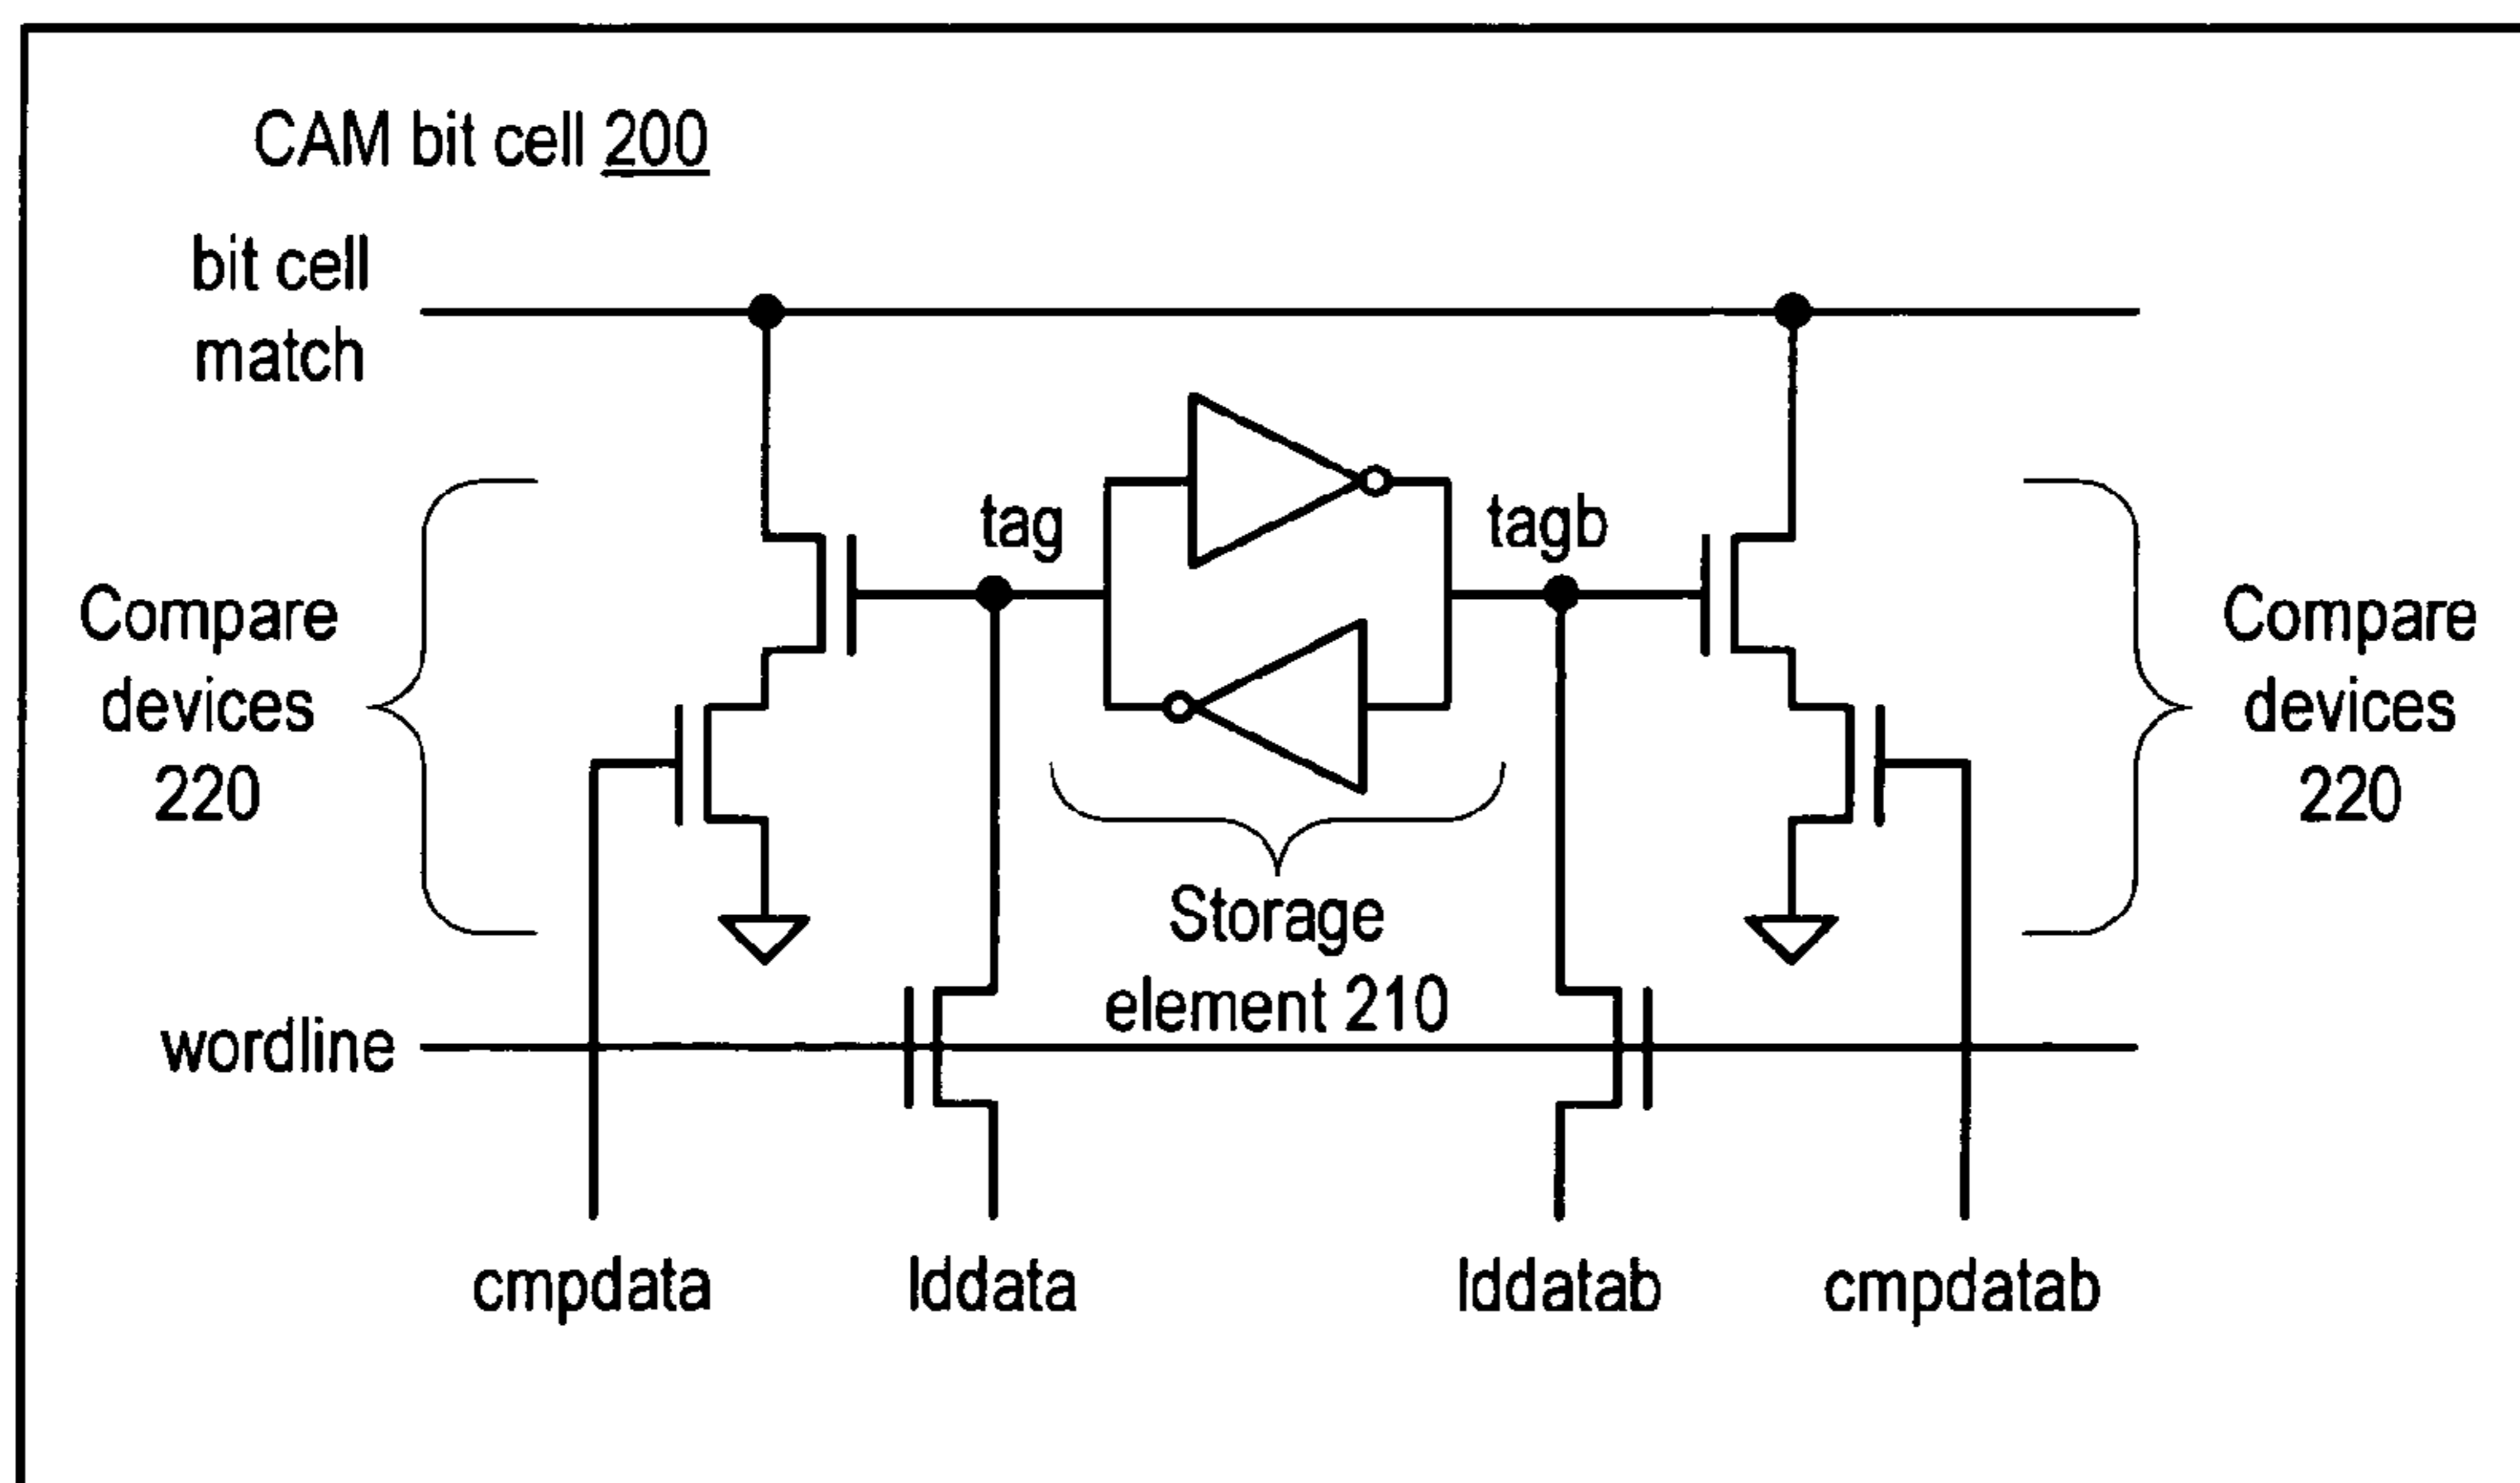 CAM bit cell 200
bit cell
match
tag
tagb
Compare
devices
220
Compare
devices
220
Storage
element 210
wordline
cmpdata
lddata
lddatab
cmpdatab